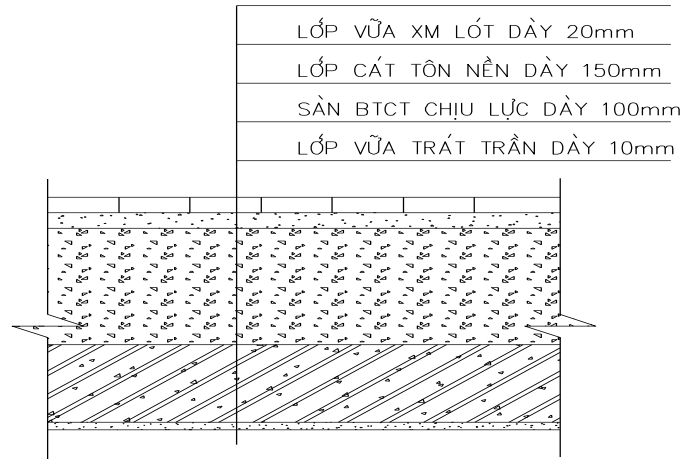 LỚP VỮA XM LÓT DÀY 20mm
LỚP CÁT TÔN NỀN DÀY 150mm
SÀN BTCT CHỊU LỰC DÀY 100mm
LỚP VỮA TRÁT TRẦN DÀY 10mm